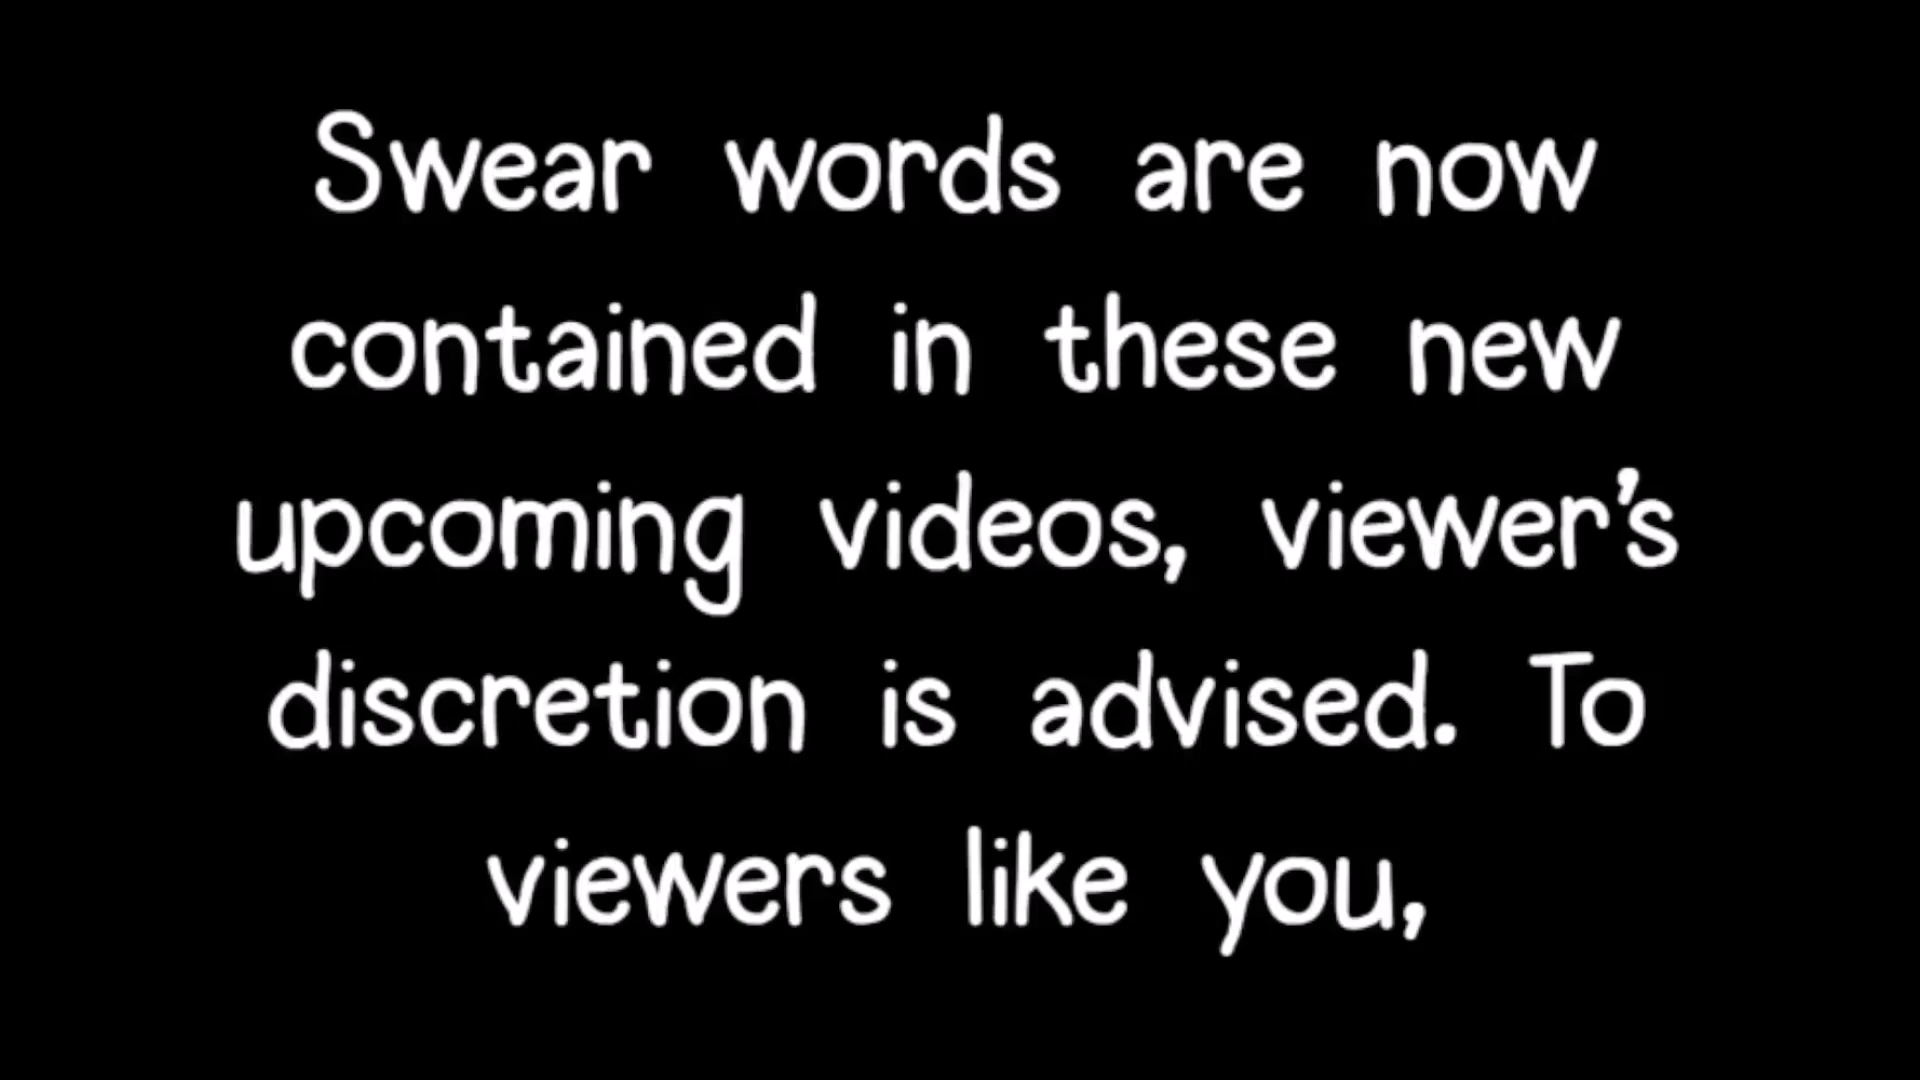 Swear words are now
contained in these new
upcoming videos, viewer's
discretion is advised. To
viewers like you,